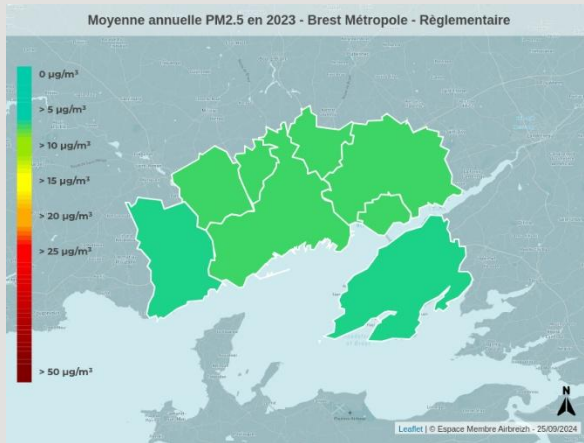 Moyenne annuelle PM2.5 en 2023 - Brest Métropole - Règlementaire
0 µg/m³
> 5 µg/m³
> 10 µg/m³
> 15 µg/m³
> 20 µg/m³
> 25 µg/m³
> 50 µg/m³
N
Leaflet | © Espace Membre Airbreizh - 25/09/2024